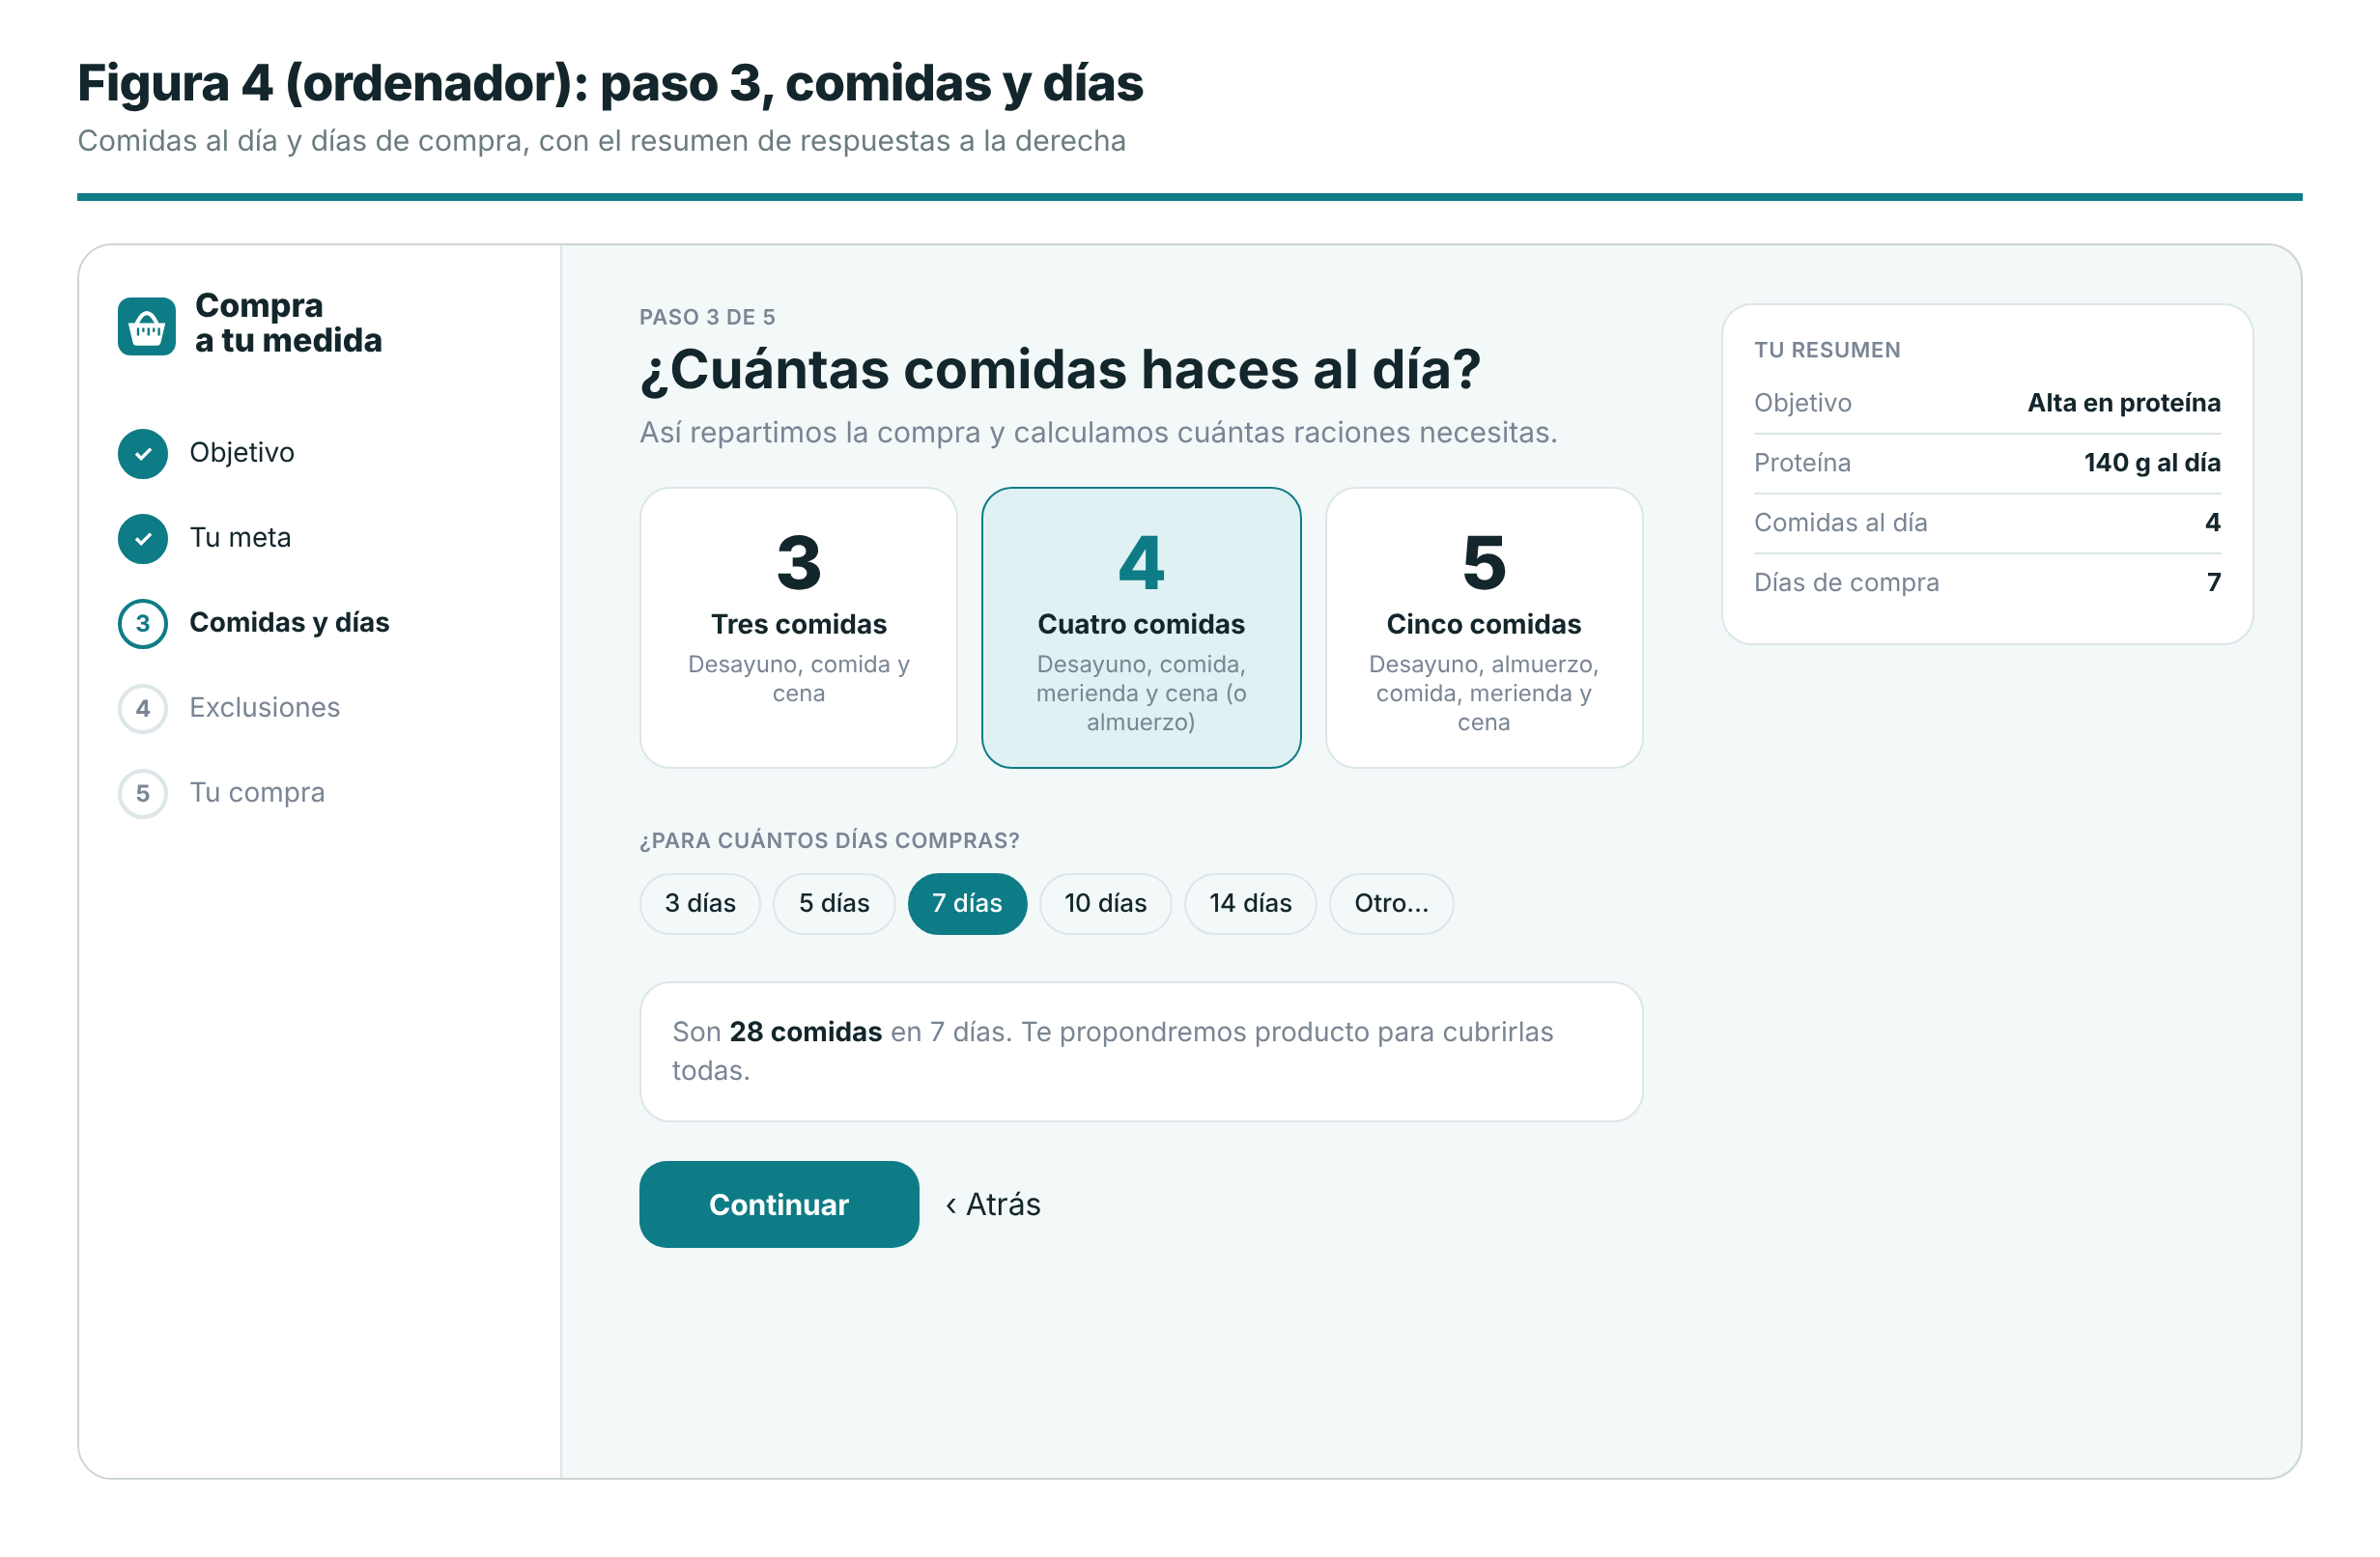 Figura 4 (ordenador): paso 3, comidas y días
Comidas al día y días de compra, con el resumen de respuestas a la derecha
Compra
a tu medida
Objetivo
Tu meta
3 Comidas y días
4 Exclusiones
5 Tu compra
PASO 3 DE 5
¿Cuántas comidas haces al día?
Así repartimos la compra y calculamos cuántas raciones necesitas.
3
Tres comidas
Desayuno, comida y
cena
4
Cuatro comidas
Desayuno, comida,
merienda y cena (o
almuerzo)
5
Cinco comidas
Desayuno, almuerzo,
comida, merienda y
cena
¿PARA CUÁNTOS DÍAS COMPRAS?
3 días 5 días 7 días 10 días 14 días Otro...
Son 28 comidas en 7 días. Te propondremos producto para cubrirlas
todas.
Continuar ‹ Atrás
TU RESUMEN
Objetivo Alta en proteína
Proteína 140 g al día
Comidas al día 4
Días de compra 7